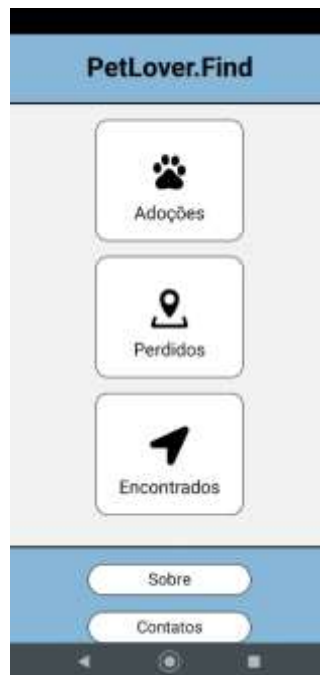 PetLover.Find
Adoções
Perdidos
Encontrados
Sobre
Contatos